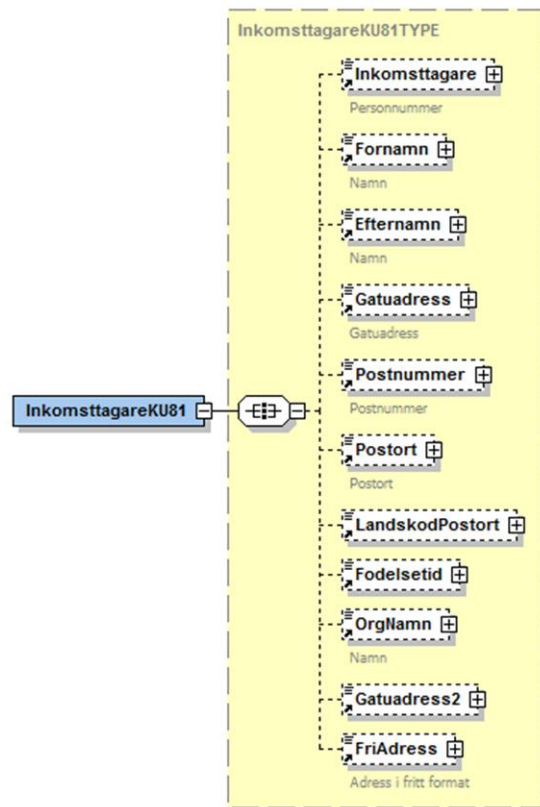 InkomsttagareKU81TYPE
Inkomsttagare
Personnummer
Fornamn
Namn
Efternamn
Namn
Gatuadress
Gatuadress
Postnummer
Postnummer
InkomsttagareKU81
Postort
Postort
LandskodPostort
Fodelsetid
OrgNamn
Namn
Gatuadress2
FriAdress
Adress i fritt format